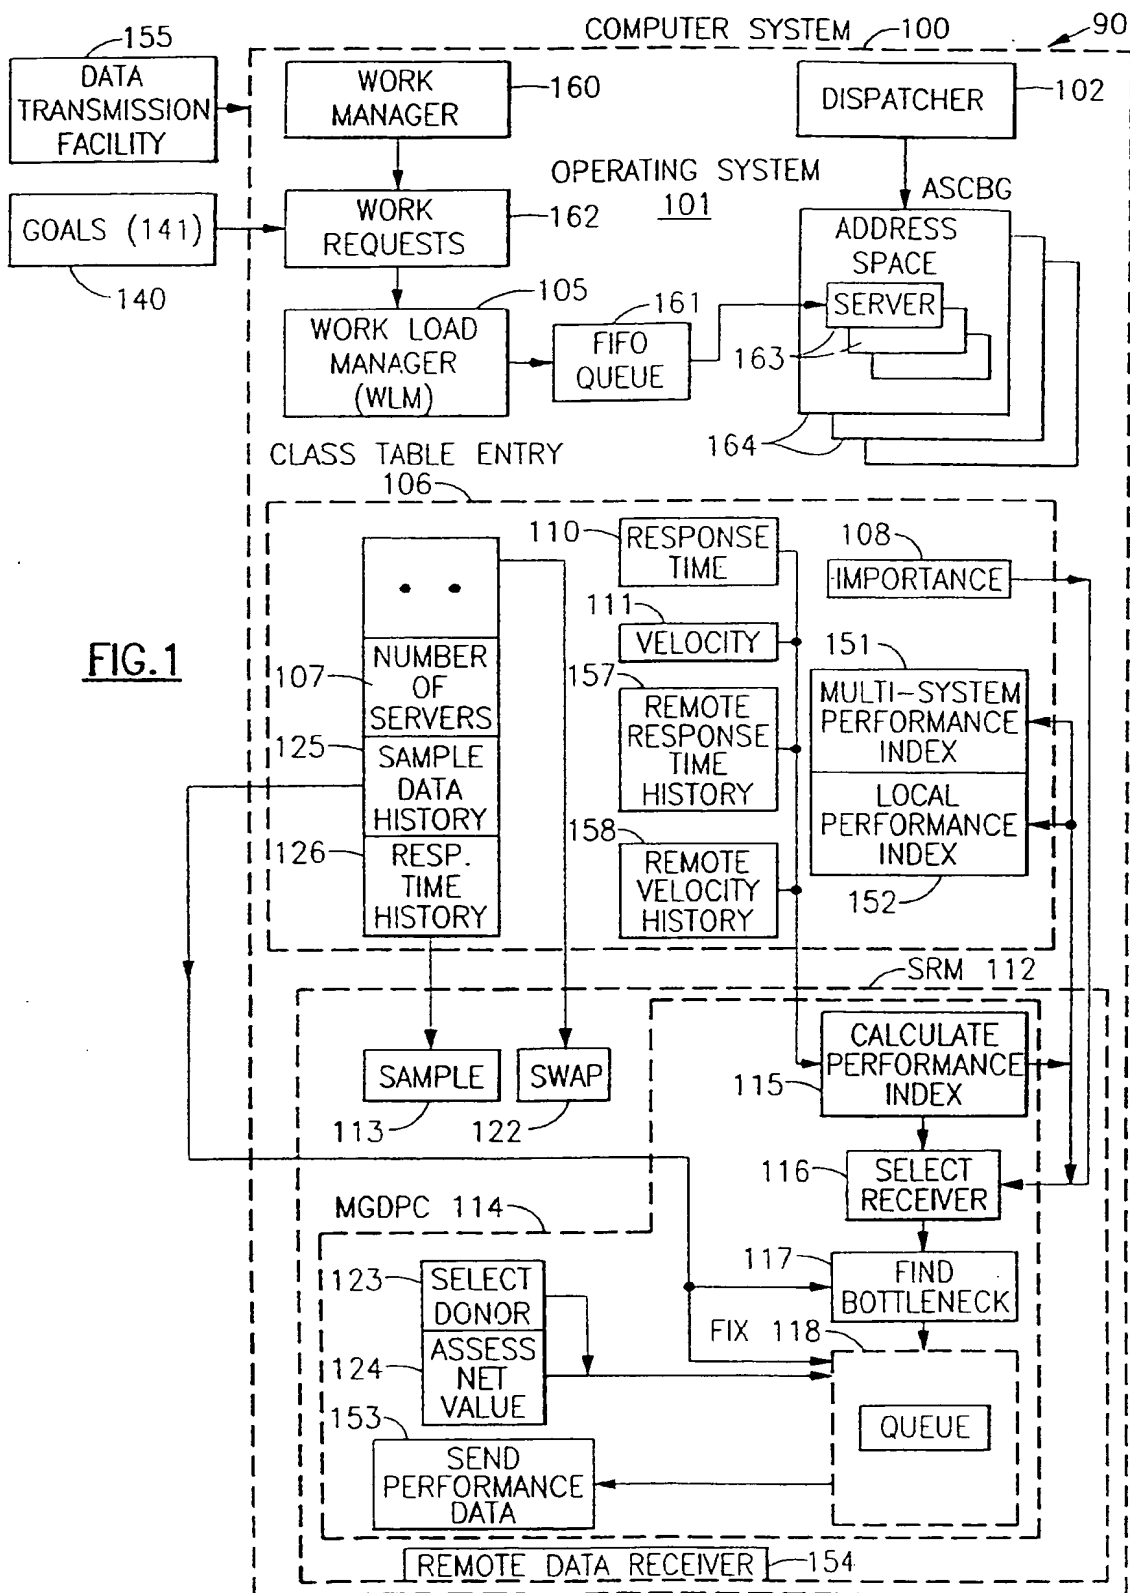 COMPUTER SYSTEM 100
90
155
DATA
TRANSMISSION
FACILITY
WORK
MANAGER
160
DISPATCHER
102
OPERATING SYSTEM
101
ASCBG
GOALS (141)
140
WORK
REQUESTS
162
ADDRESS
SPACE
SERVER
163
164
105
WORK LOAD
MANAGER
(WLM)
161
FIFO
QUEUE
CLASS TABLE ENTRY
106
110
RESPONSE
TIME
108
IMPORTANCE
111
VELOCITY
FIG.1
107
NUMBER
OF
SERVERS
125
SAMPLE
DATA
HISTORY
126
RESP.
TIME
HISTORY
157
REMOTE
RESPONSE
TIME
HISTORY
158
REMOTE
VELOCITY
HISTORY
151
MULTI-SYSTEM
PERFORMANCE
INDEX
LOCAL
PERFORMANCE
INDEX
152
SRM 112
SAMPLE
113
SWAP
122
CALCULATE
PERFORMANCE
INDEX
115
116
SELECT
RECEIVER
MGDPC 114
117
FIND
BOTTLENECK
123
SELECT
DONOR
124
ASSESS
NET
VALUE
FIX 118
QUEUE
153
SEND
PERFORMANCE
DATA
REMOTE DATA RECEIVER
154